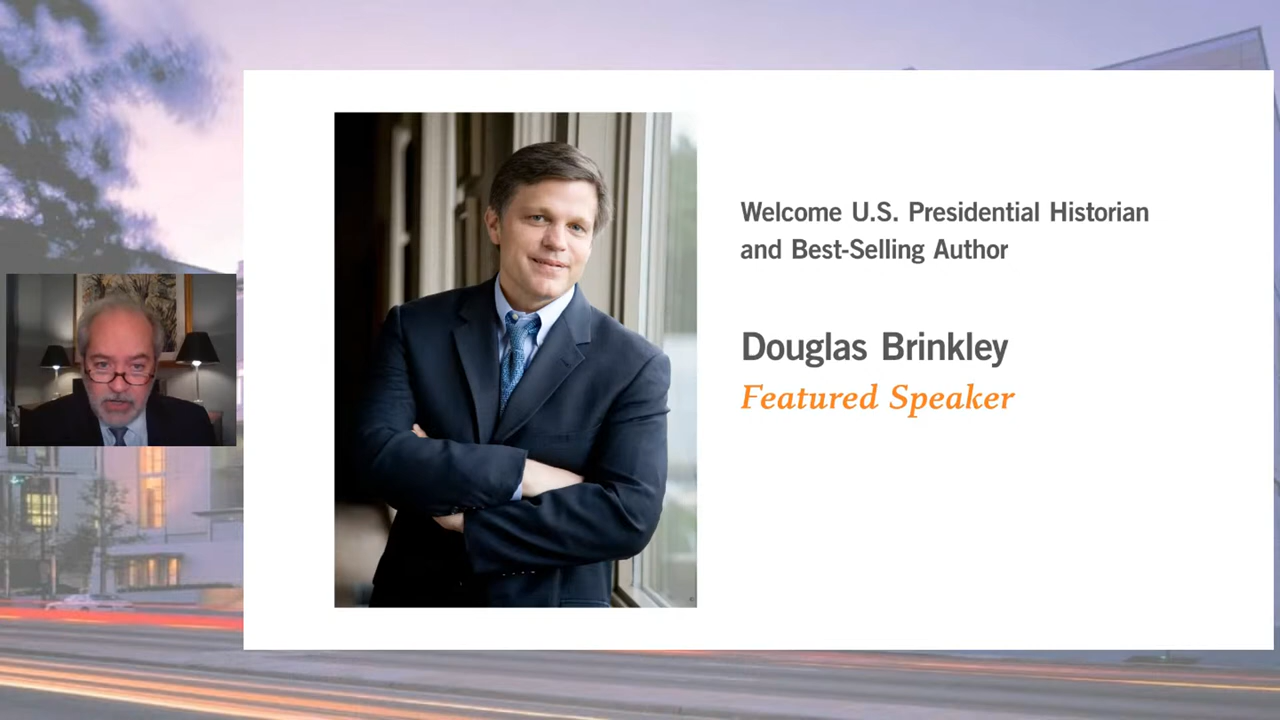 Welcome U.S. Presidential Historian
and Best-Selling Author
Douglas Brinkley
Featured Speaker